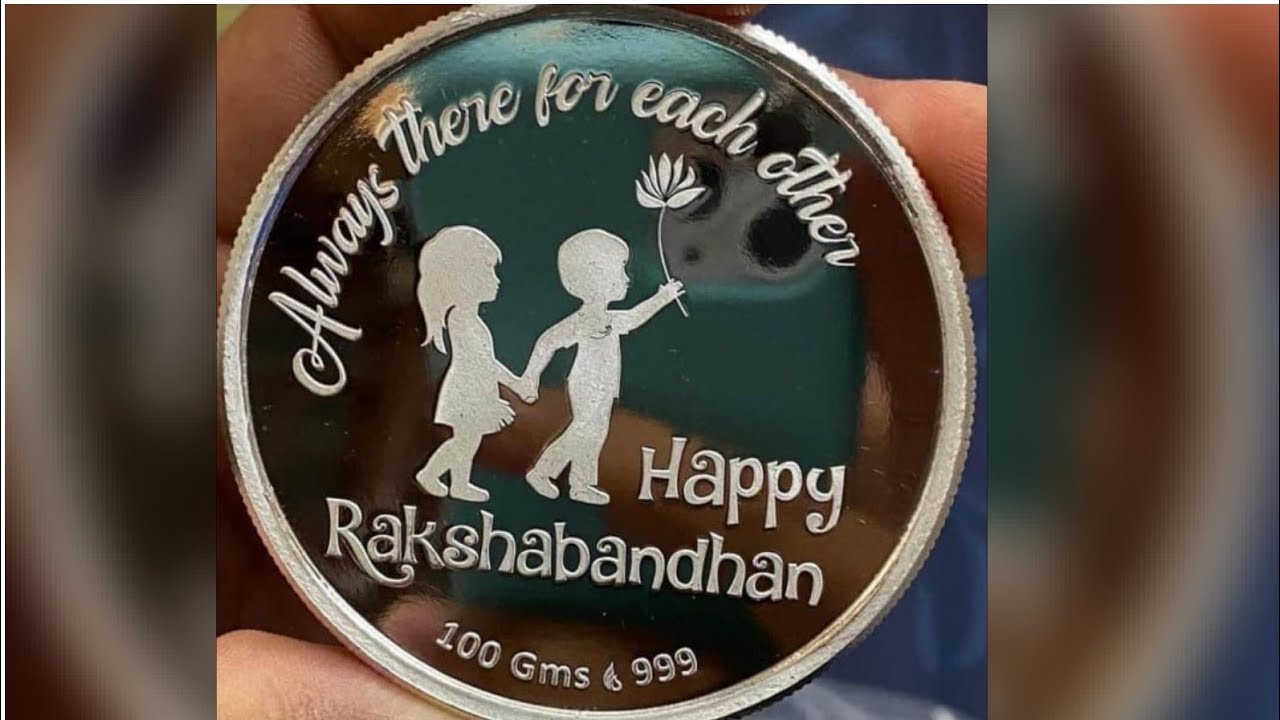 Always there for each other
Happy
Rakshabandhan
100 Gms 999